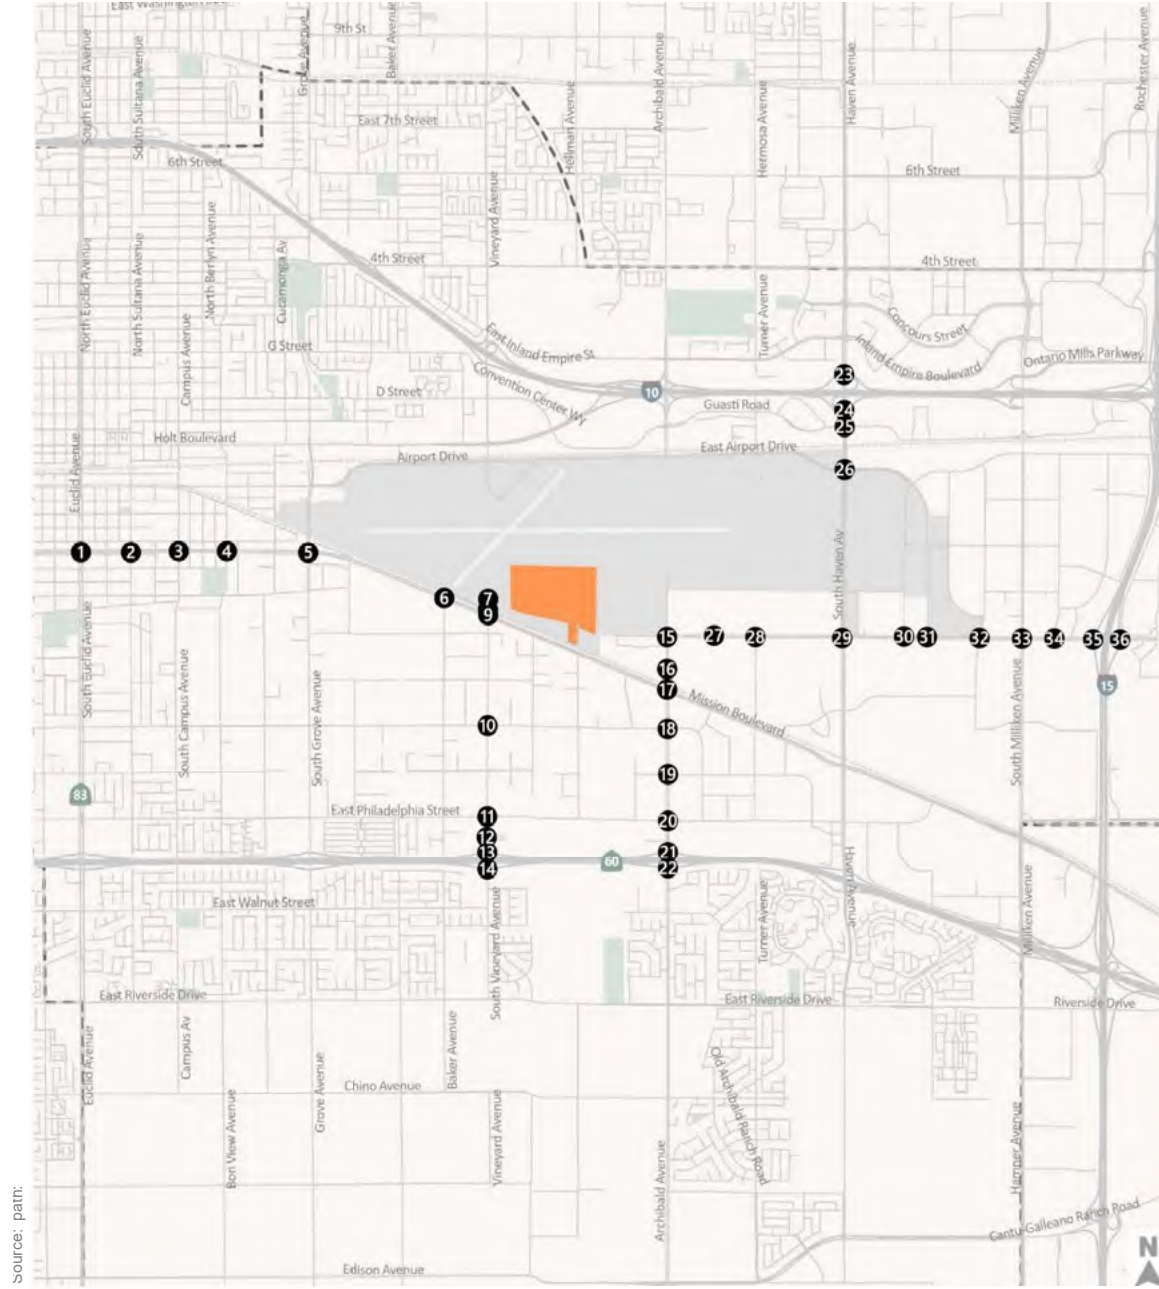 East Washington
9th St
South Euclid Avenue
South Sultana Avenue
Grove Avenue
Baker Avenue
Archibald Avenue
Haven Avenue
Milliken Avenue
Rochester Avenue
East 7th Street
Hellman Avenue
Hermosa Avenue
6th Street
6th Street
Vineyard Avenue
North Euclid Avenue
North Sultana Avenue
North Berlyn Avenue
Cucamonga Av
4th Street
4th Street
Campus Avenue
Turner Avenue
Concours Street
East Inland Empire St
Inland Empire Boulevard
Ontario Mills Parkway
G Street
Convention Center Wy
23
D Street
10
Guasti Road
24
25
Euclid Avenue
Holt Boulevard
Airport Drive
East Airport Drive
26
1
2
3
4
5
South Haven Av
6
7
9
15
27
28
29
30
31
32
33
34
35
36
South Euclid Avenue
South Campus Avenue
South Grove Avenue
16
17
Mission Boulevard
South Milliken Avenue
15
10
18
19
83
East Philadelphia Street
11
20
12
13
14
60
21
22
East Walnut Street
South Vineyard Avenue
Turner Avenue
Haven Avenue
Milliken Avenue
East Riverside Drive
East Riverside Drive
Riverside Drive
Euclid Avenue
Campus Av
Grove Avenue
Baker Avenue
Chino Avenue
Old Archibald Ranch Road
Bon View Avenue
Vineyard Avenue
Archibald Avenue
Hamner Avenue
Cantu-Galleano Ranch Road
Edison Avenue
N
Source: path: